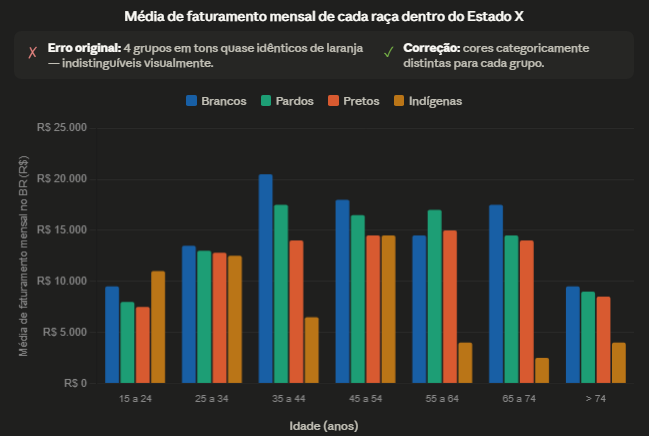 Média de faturamento mensal de cada raça dentro do Estado X
✗ Erro original: 4 grupos em tons quase idênticos de laranja
— indistinguíveis visualmente.
✓ Correção: cores categoricamente
distintas para cada grupo.
Brancos Pardos Pretos Indígenas
Média de faturamento mensal no BR (R$)
R$ 25.000
R$ 20.000
R$ 15.000
R$ 10.000
R$ 5.000
R$ 0
15 a 24 25 a 34 35 a 44 45 a 54 55 a 64 65 a 74 > 74
Idade (anos)